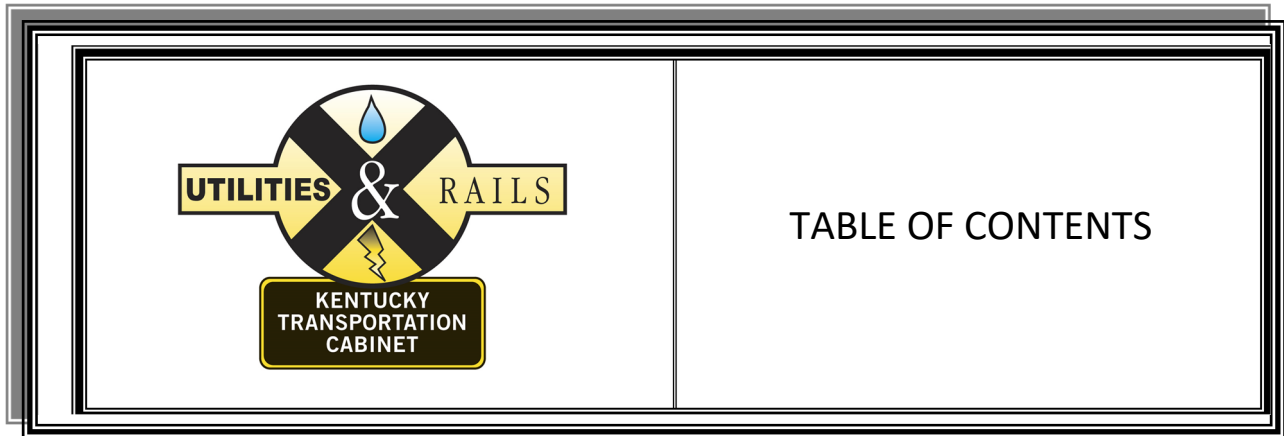 UTILITIES & RAILS
KENTUCKY
TRANSPORTATION
CABINET
TABLE OF CONTENTS